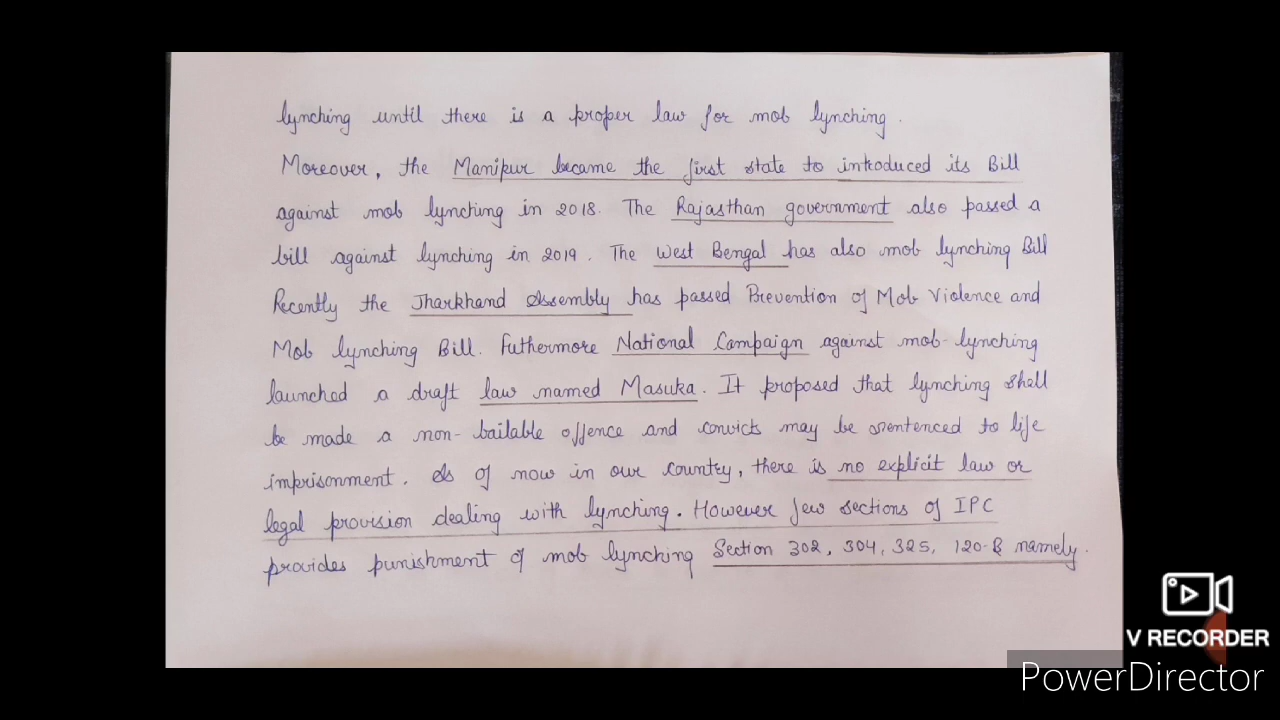 lynching until there is a proper law for mob lynching.
Moreover, the Manipur became the first state to introduced its Bill
against mob lynching in 2018. The Rajasthan government also passed a
bill against lynching in 2019. The West Bengal has also mob lynching Bill
Recently the Jharkhand Assembly has passed Prevention of Mob Violence and
Mob lynching Bill. Futhermore National Campaign against mob-lynching
launched a draft law named Masuka. It proposed that lynching shall
be made a non-bailable offence and convicts may be sentenced to life
imprisonment. As of now in our country, there is no explicit law or
legal provision dealing with lynching. However few sections of IPC
provides punishment of mob lynching Section 302, 304, 325, 120-B namely.
V RECORDER
PowerDirector